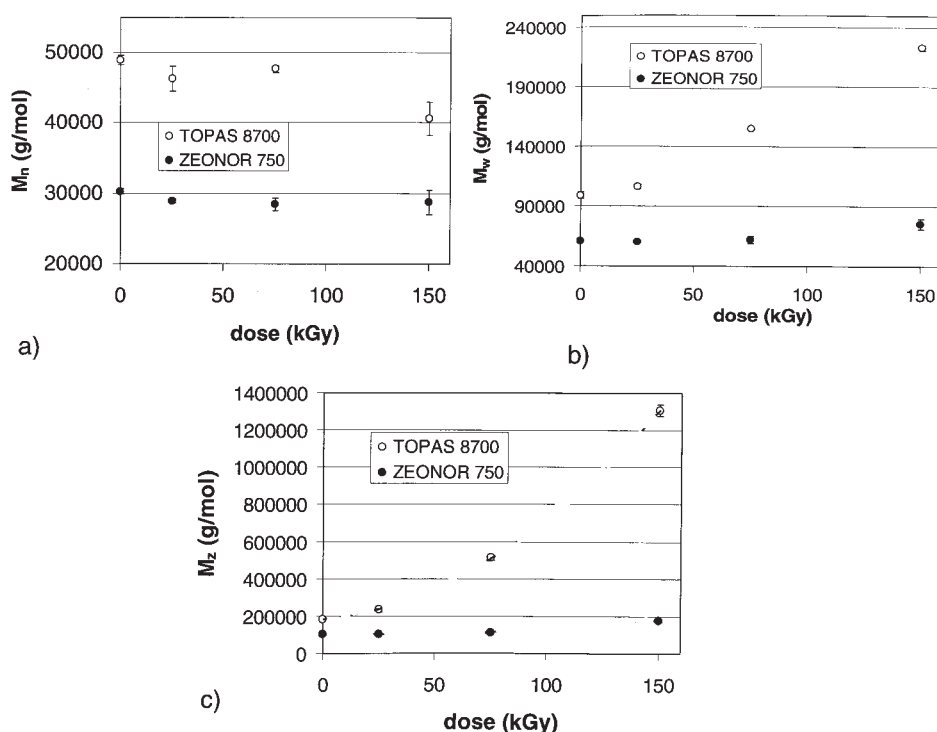 50000
40000
30000
20000
Mn (g/mol)
TOPAS 8700
ZEONOR 750
0 50 100 150
dose (kGy)
a)
240000
190000
140000
90000
40000
Mw (g/mol)
TOPAS 8700
ZEONOR 750
0 50 100 150
dose (kGy)
b)
1400000
1200000
1000000
800000
600000
400000
200000
0
Mz (g/mol)
TOPAS 8700
ZEONOR 750
0 50 100 150
dose (kGy)
c)